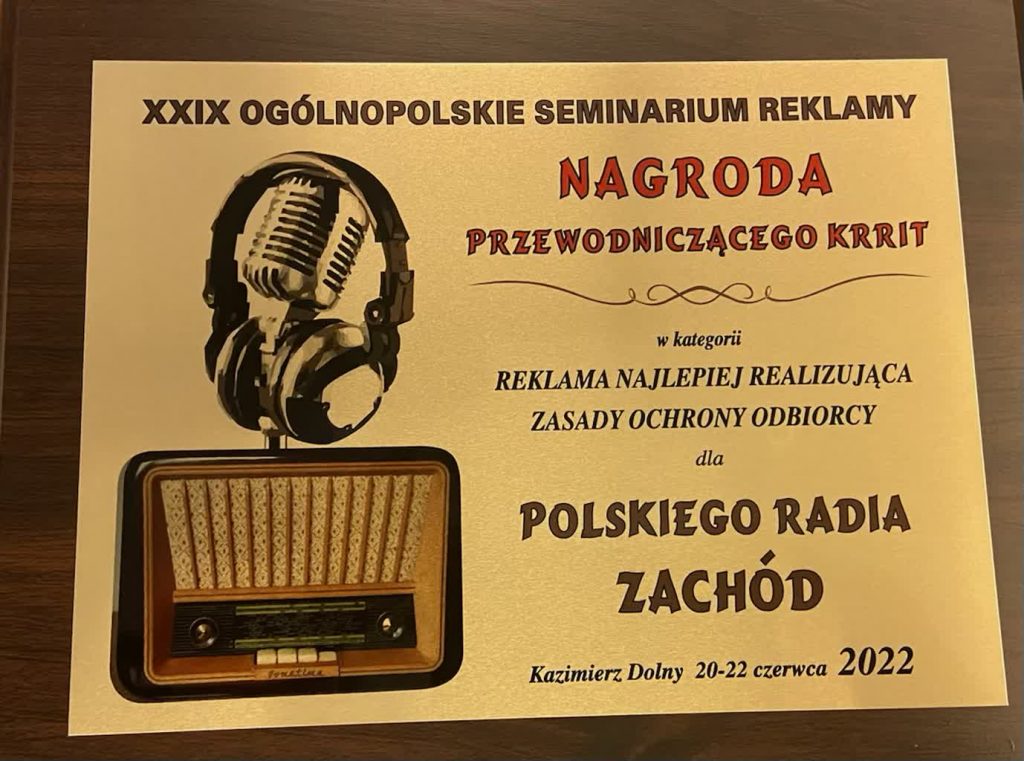 XXIX OGÓLNOPOLSKIE SEMINARIUM REKLAMY
NAGRODA
PRZEWODNICZĄCEGO KRRIT
w kategorii
REKLAMA NAJLEPIEJ REALIZUJĄCA
ZASADY OCHRONY ODBIORCY
dla
POLSKIEGO RADIA
ZACHÓD
Kazimierz Dolny 20-22 czerwca 2022
Sonatina